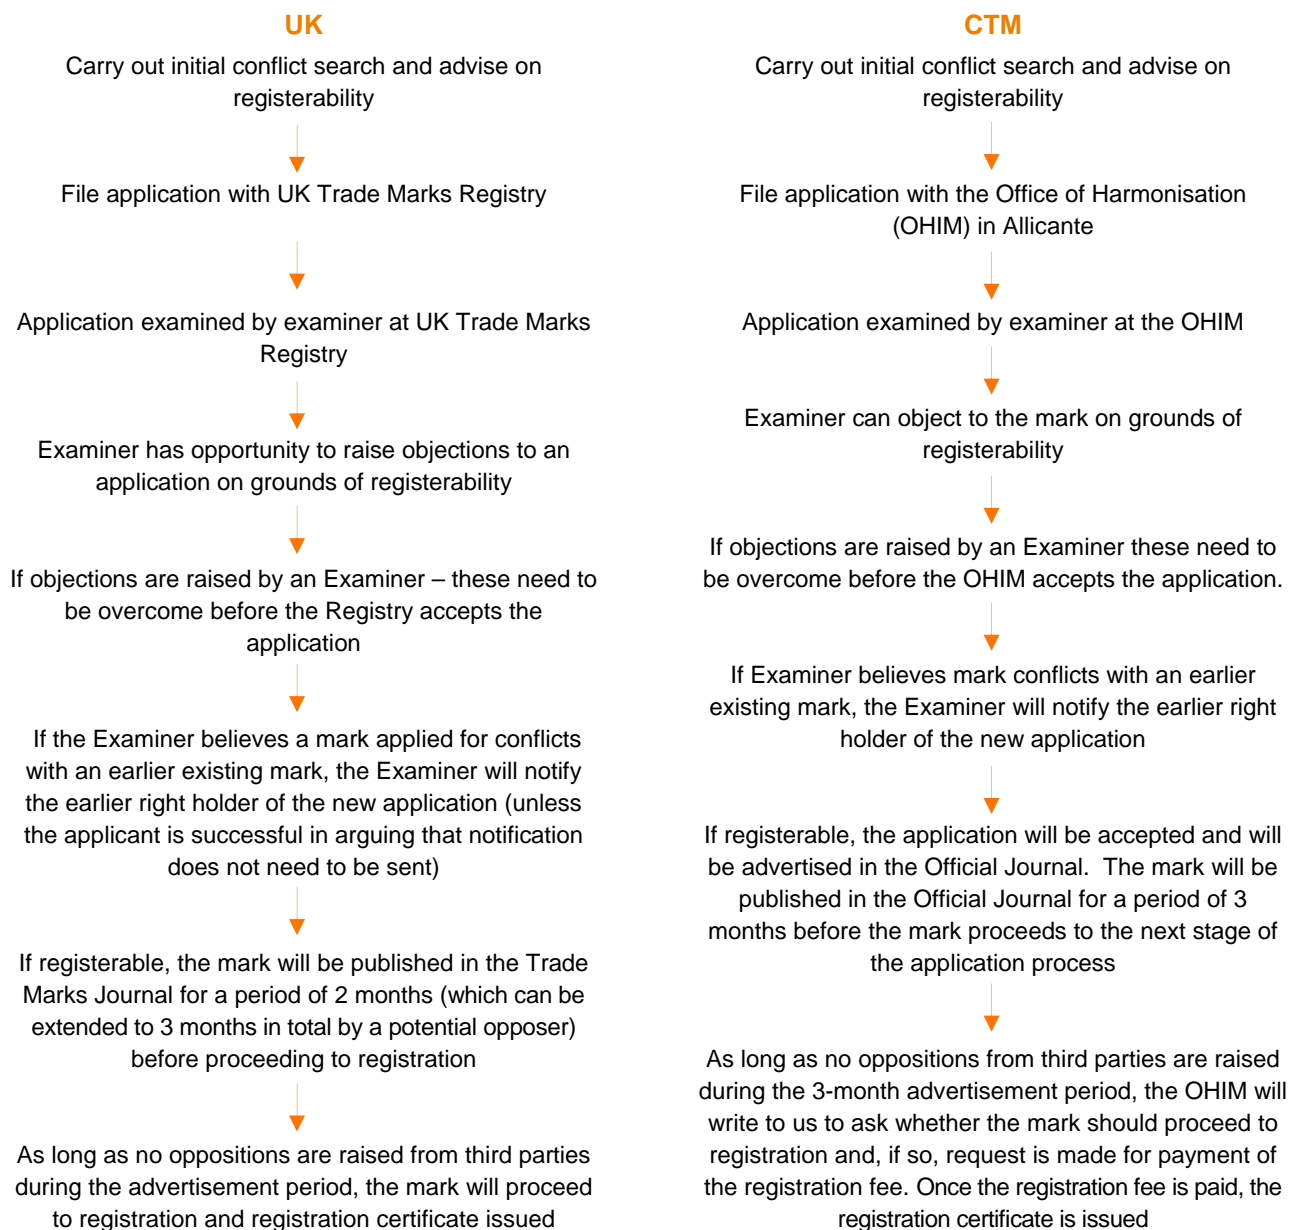 UK
Carry out initial conflict search and advise on
registerability
File application with UK Trade Marks Registry
Application examined by examiner at UK Trade Marks
Registry
Examiner has opportunity to raise objections to an
application on grounds of registerability
If objections are raised by an Examiner – these need to
be overcome before the Registry accepts the
application
If the Examiner believes a mark applied for conflicts
with an earlier existing mark, the Examiner will notify
the earlier right holder of the new application (unless
the applicant is successful in arguing that notification
does not need to be sent)
If registerable, the mark will be published in the Trade
Marks Journal for a period of 2 months (which can be
extended to 3 months in total by a potential opposer)
before proceeding to registration
As long as no oppositions are raised from third parties
during the advertisement period, the mark will proceed
to registration and registration certificate issued
CTM
Carry out initial conflict search and advise on
registerability
File application with the Office of Harmonisation
(OHIM) in Allicante
Application examined by examiner at the OHIM
Examiner can object to the mark on grounds of
registerability
If objections are raised by an Examiner these need to
be overcome before the OHIM accepts the application.
If Examiner believes mark conflicts with an earlier
existing mark, the Examiner will notify the earlier right
holder of the new application
If registerable, the application will be accepted and will
be advertised in the Official Journal.  The mark will be
published in the Official Journal for a period of 3
months before the mark proceeds to the next stage of
the application process
As long as no oppositions from third parties are raised
during the 3-month advertisement period, the OHIM will
write to us to ask whether the mark should proceed to
registration and, if so, request is made for payment of
the registration fee. Once the registration fee is paid, the
registration certificate is issued